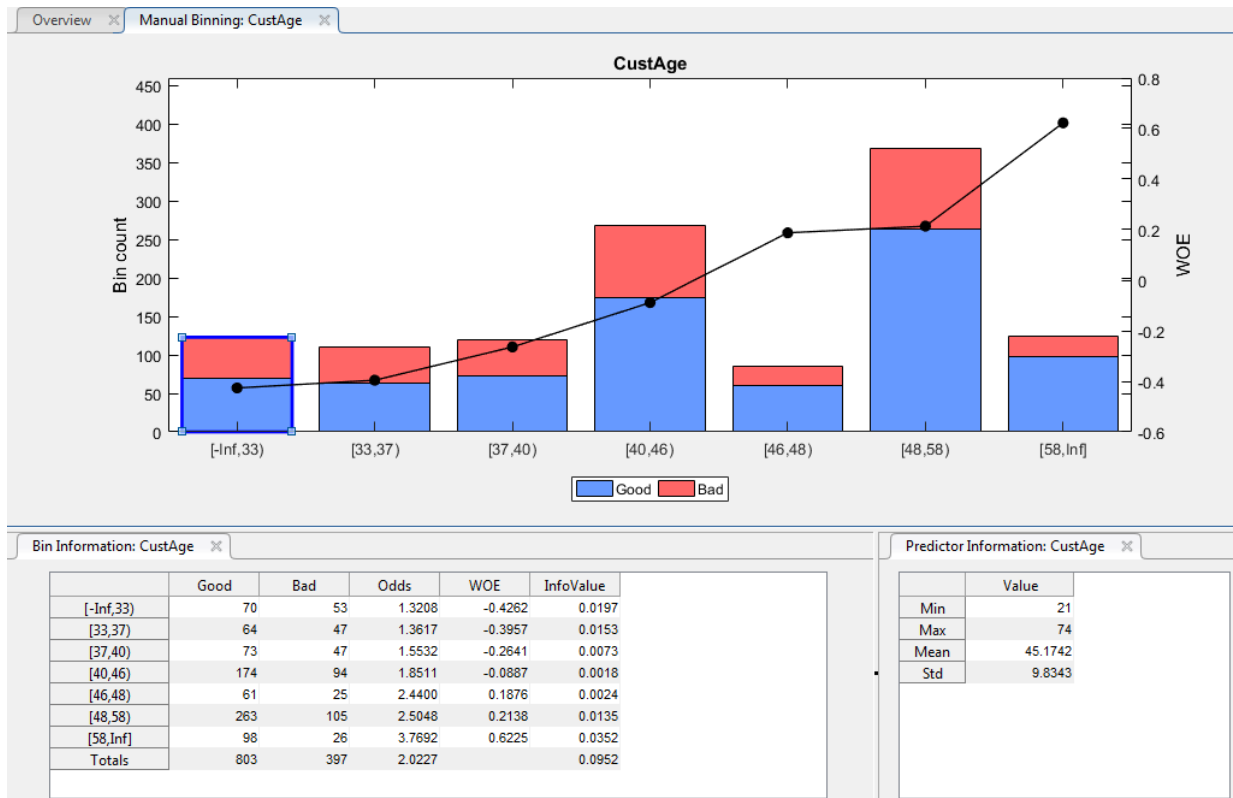 Overview Manual Binning: CustAge
CustAge
450
400
350
300
250
200
150
100
50
0
Bin count
0.8
0.6
0.4
0.2
0
-0.2
-0.4
-0.6
WOE
[-Inf,33) [33,37) [37,40) [40,46) [46,48) [48,58) [58,Inf]
Good Bad
Bin Information: CustAge
Good Bad Odds WOE InfoValue
[-Inf,33) 70 53 1.3208 -0.4262 0.0197
[33,37) 64 47 1.3617 -0.3957 0.0153
[37,40) 73 47 1.5532 -0.2641 0.0073
[40,46) 174 94 1.8511 -0.0887 0.0018
[46,48) 61 25 2.4400 0.1876 0.0024
[48,58) 263 105 2.5048 0.2138 0.0135
[58,Inf] 98 26 3.7692 0.6225 0.0352
Totals 803 397 2.0227 0.0952
Predictor Information: CustAge
Value
Min 21
Max 74
Mean 45.1742
Std 9.8343